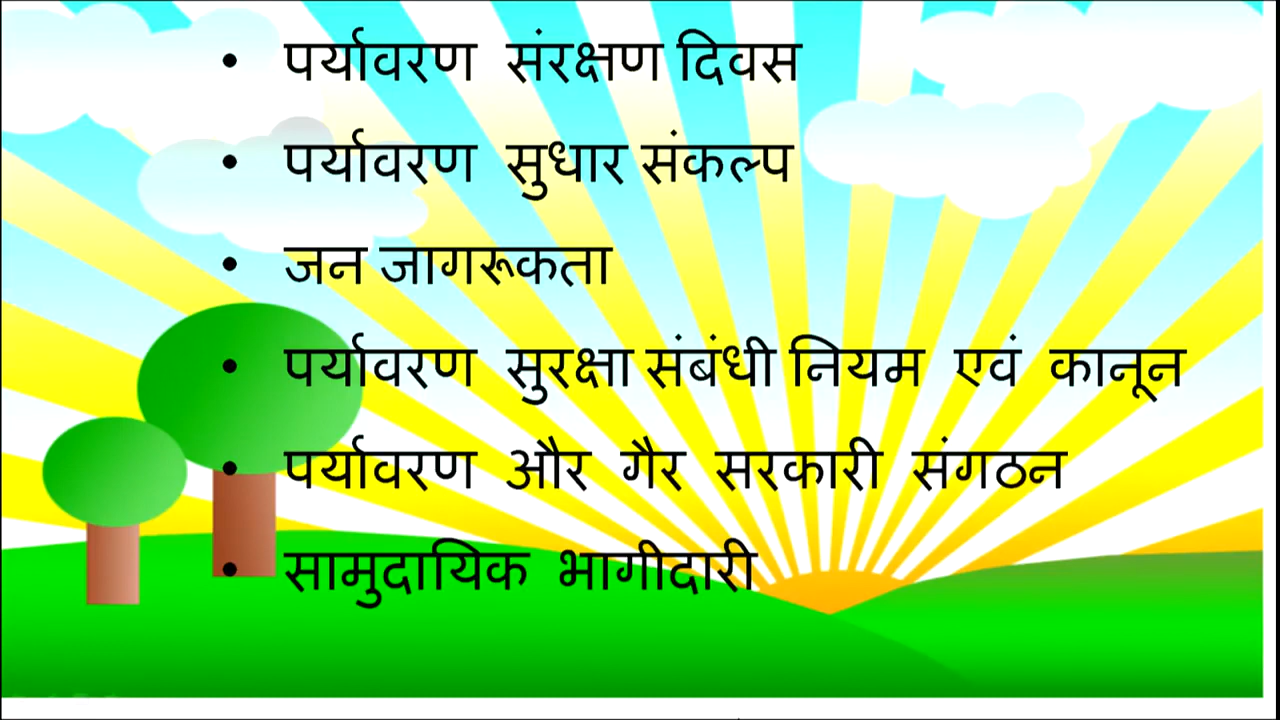 • पर्यावरण संरक्षण दिवस
• पर्यावरण सुधार संकल्प
• जन जागरूकता
• पर्यावरण सुरक्षा संबंधी नियम एवं कानून
• पर्यावरण और गैर सरकारी संगठन
• सामुदायिक भागीदारी